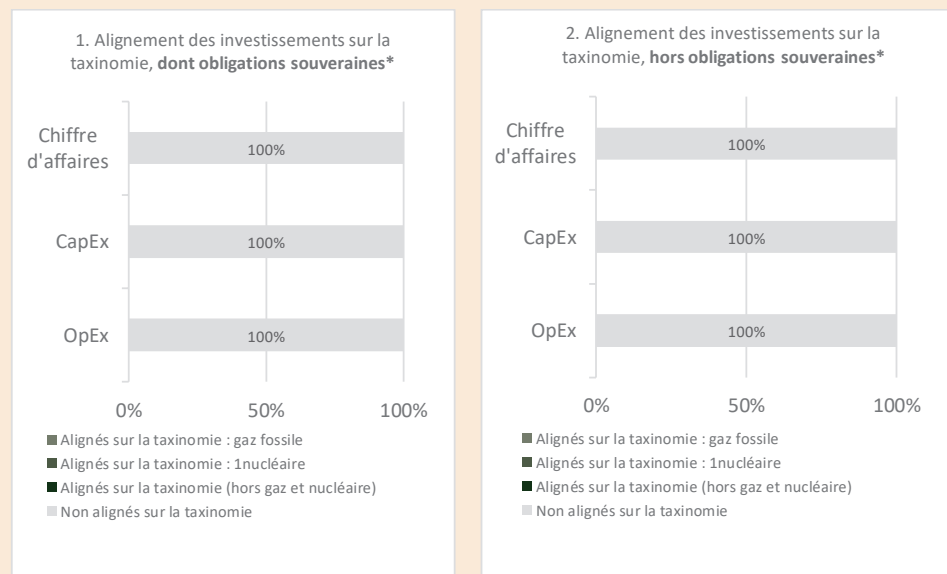 1. Alignement des investissements sur la
taxinomie, dont obligations souveraines*
Chiffre
d'affaires
100%
CapEx
100%
OpEx
100%
0%
50%
100%
Alignés sur la taxinomie : gaz fossile
Alignés sur la taxinomie : 1nucléaire
Alignés sur la taxinomie (hors gaz et nucléaire)
Non alignés sur la taxinomie
2. Alignement des investissements sur la
taxinomie, hors obligations souveraines*
Chiffre
d'affaires
100%
CapEx
100%
OpEx
100%
0%
50%
100%
Alignés sur la taxinomie : gaz fossile
Alignés sur la taxinomie : 1nucléaire
Alignés sur la taxinomie (hors gaz et nucléaire)
Non alignés sur la taxinomie